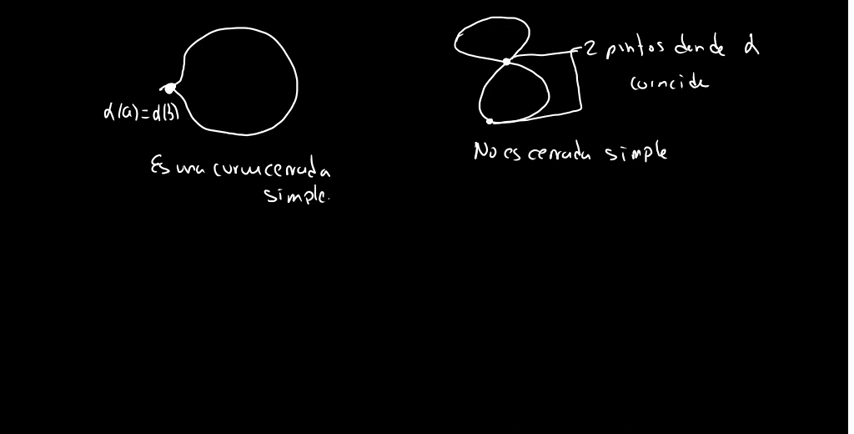 α(a)=α(b)
Es una curva cerrada
simple.
2 puntos donde α
coincide
No es cerrada simple